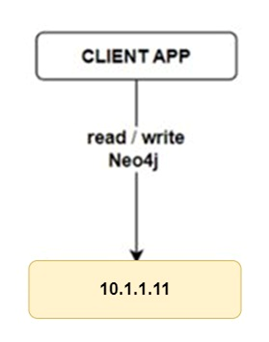 CLIENT APP
read / write
Neo4j
10.1.1.11